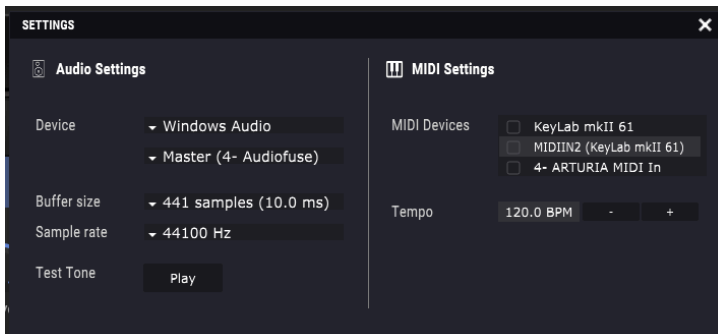 SETTINGS
Audio Settings
Device
Windows Audio
Master (4- Audiofuse)
Buffer size
441 samples (10.0 ms)
Sample rate
44100 Hz
Test Tone
Play
MIDI Settings
MIDI Devices
KeyLab mkII 61
MIDIIN2 (KeyLab mkII 61)
4- ARTURIA MIDI In
Tempo
120.0 BPM - +